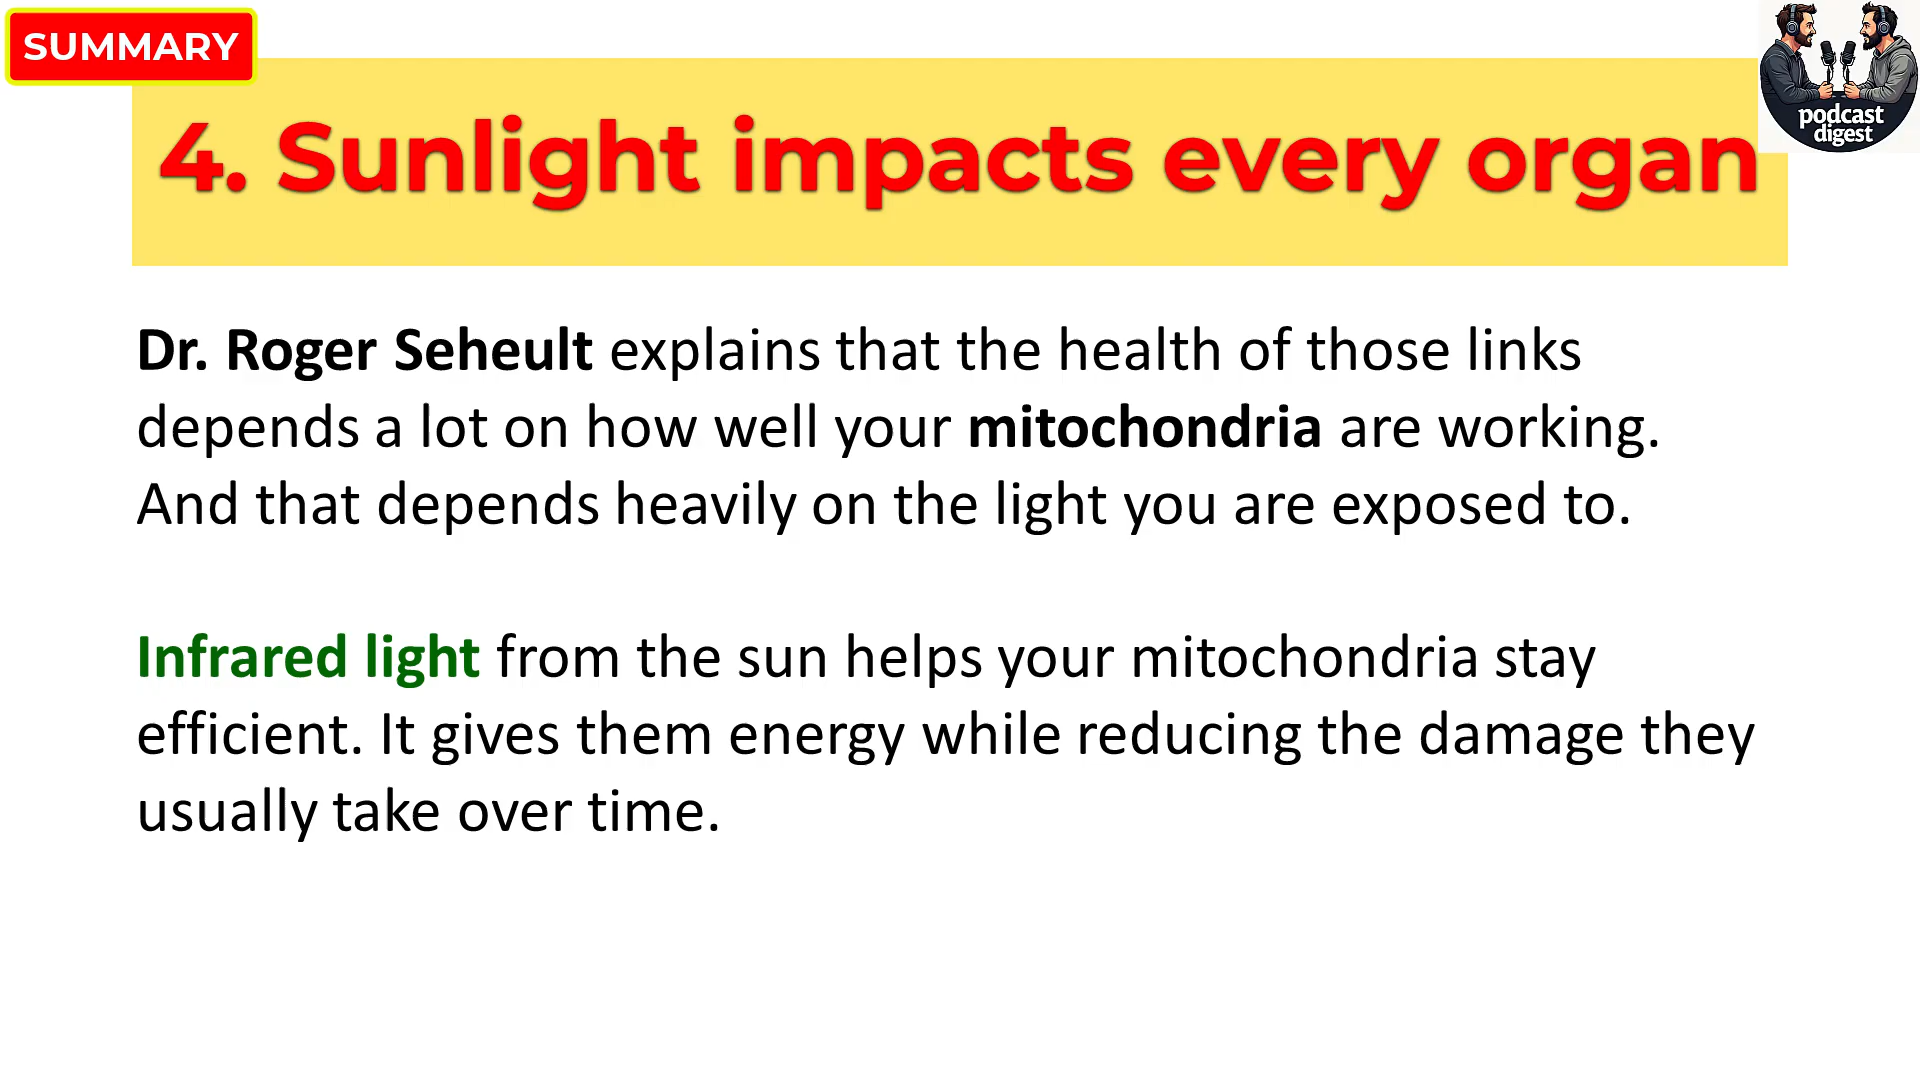 SUMMARY
4. Sunlight impacts every organ
podcast
digest
Dr. Roger Seheult explains that the health of those links
depends a lot on how well your mitochondria are working.
And that depends heavily on the light you are exposed to.
Infrared light from the sun helps your mitochondria stay
efficient. It gives them energy while reducing the damage they
usually take over time.